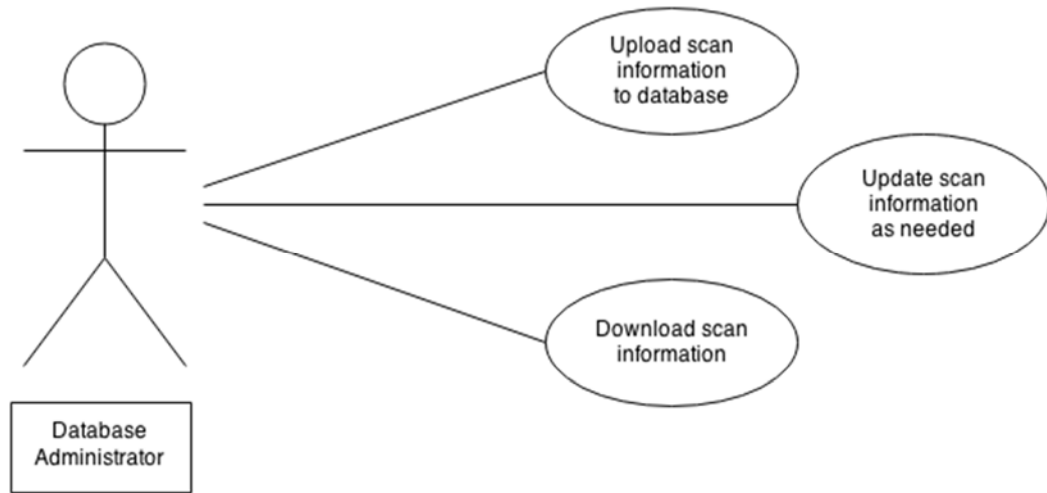 Upload scan
information
to database
Update scan
information
as needed
Download scan
information
Database
Administrator